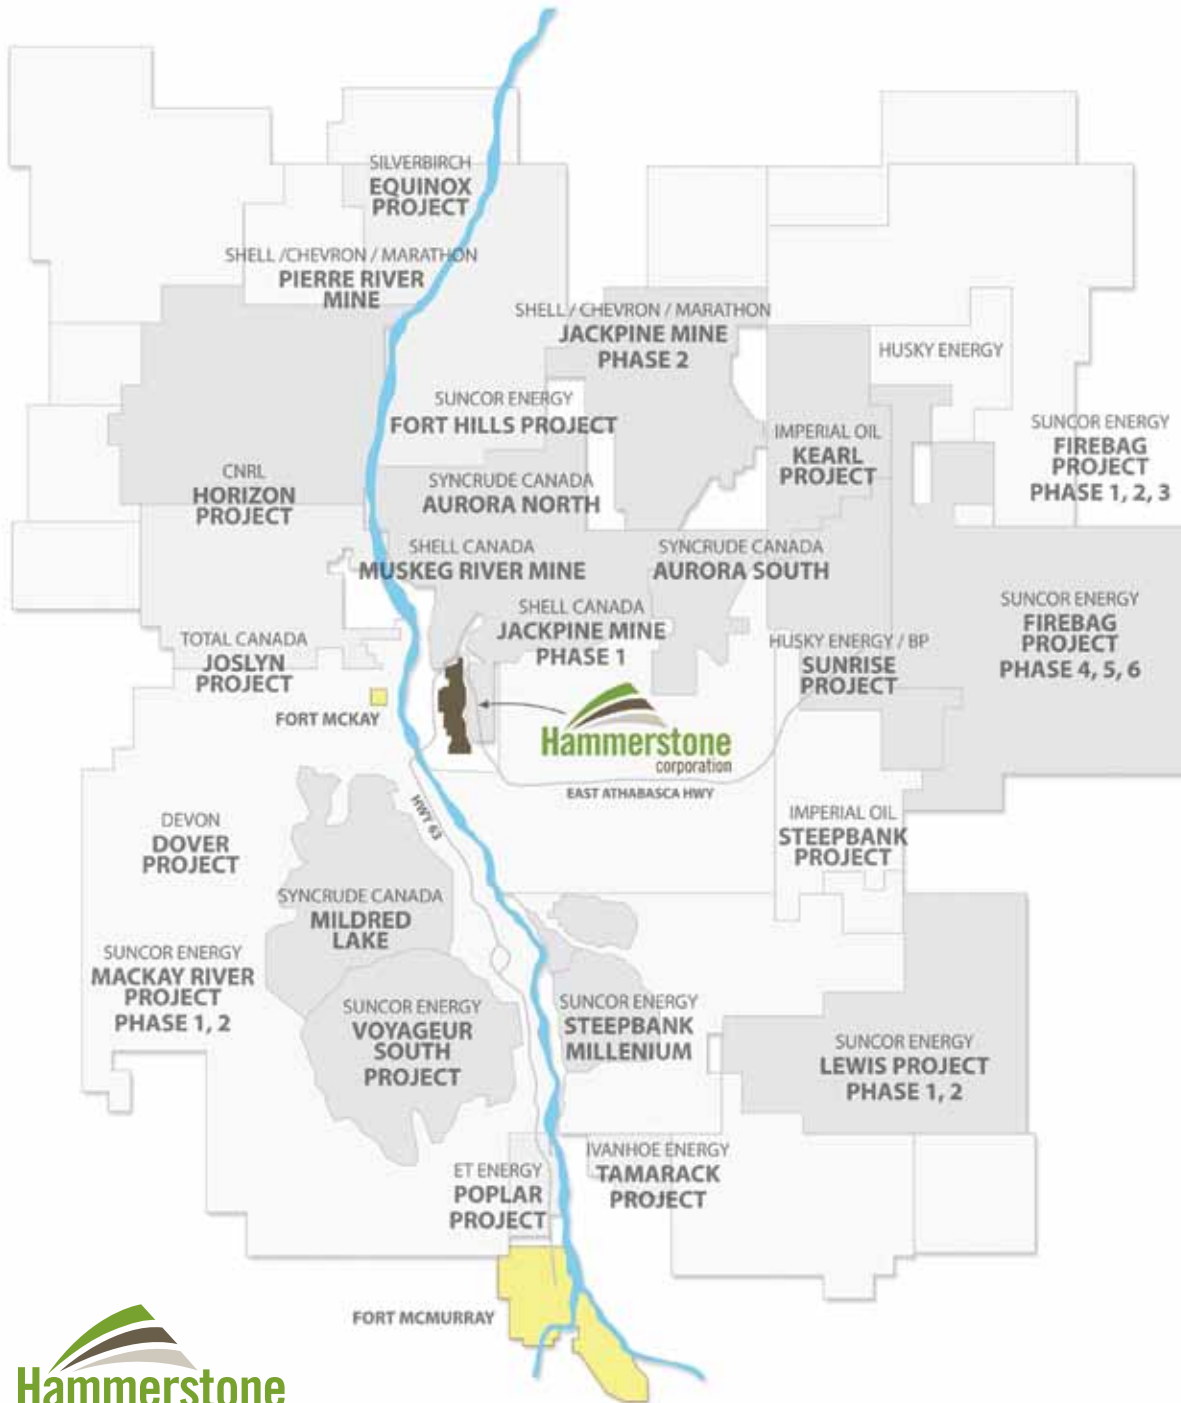 SILVERBIRCH
EQUINOX
PROJECT
SHELL /CHEVRON / MARATHON
PIERRE RIVER
MINE
SHELL / CHEVRON / MARATHON
JACKPINE MINE
PHASE 2
HUSKY ENERGY
SUNCOR ENERGY
FORT HILLS PROJECT
IMPERIAL OIL
KEARL
PROJECT
SUNCOR ENERGY
FIREBAG
PROJECT
PHASE 1, 2, 3
CNRL
HORIZON
PROJECT
SYNCRUDE CANADA
AURORA NORTH
SHELL CANADA
MUSKEG RIVER MINE
SYNCRUDE CANADA
AURORA SOUTH
SHELL CANADA
JACKPINE MINE
PHASE 1
SUNCOR ENERGY
FIREBAG
PROJECT
PHASE 4, 5, 6
TOTAL CANADA
JOSLYN
PROJECT
HUSKY ENERGY / BP
SUNRISE
PROJECT
FORT MCKAY
Hammerstone
corporation
EAST ATHABASCA HWY
HWY 63
DEVON
DOVER
PROJECT
IMPERIAL OIL
STEEPBANK
PROJECT
SYNCRUDE CANADA
MILDRED
LAKE
SUNCOR ENERGY
MACKAY RIVER
PROJECT
PHASE 1, 2
SUNCOR ENERGY
VOYAGEUR
SOUTH
PROJECT
SUNCOR ENERGY
STEEPBANK
MILLENIUM
SUNCOR ENERGY
LEWIS PROJECT
PHASE 1, 2
ET ENERGY
POPLAR
PROJECT
IVANHOE ENERGY
TAMARACK
PROJECT
FORT MCMURRAY
Hammerstone